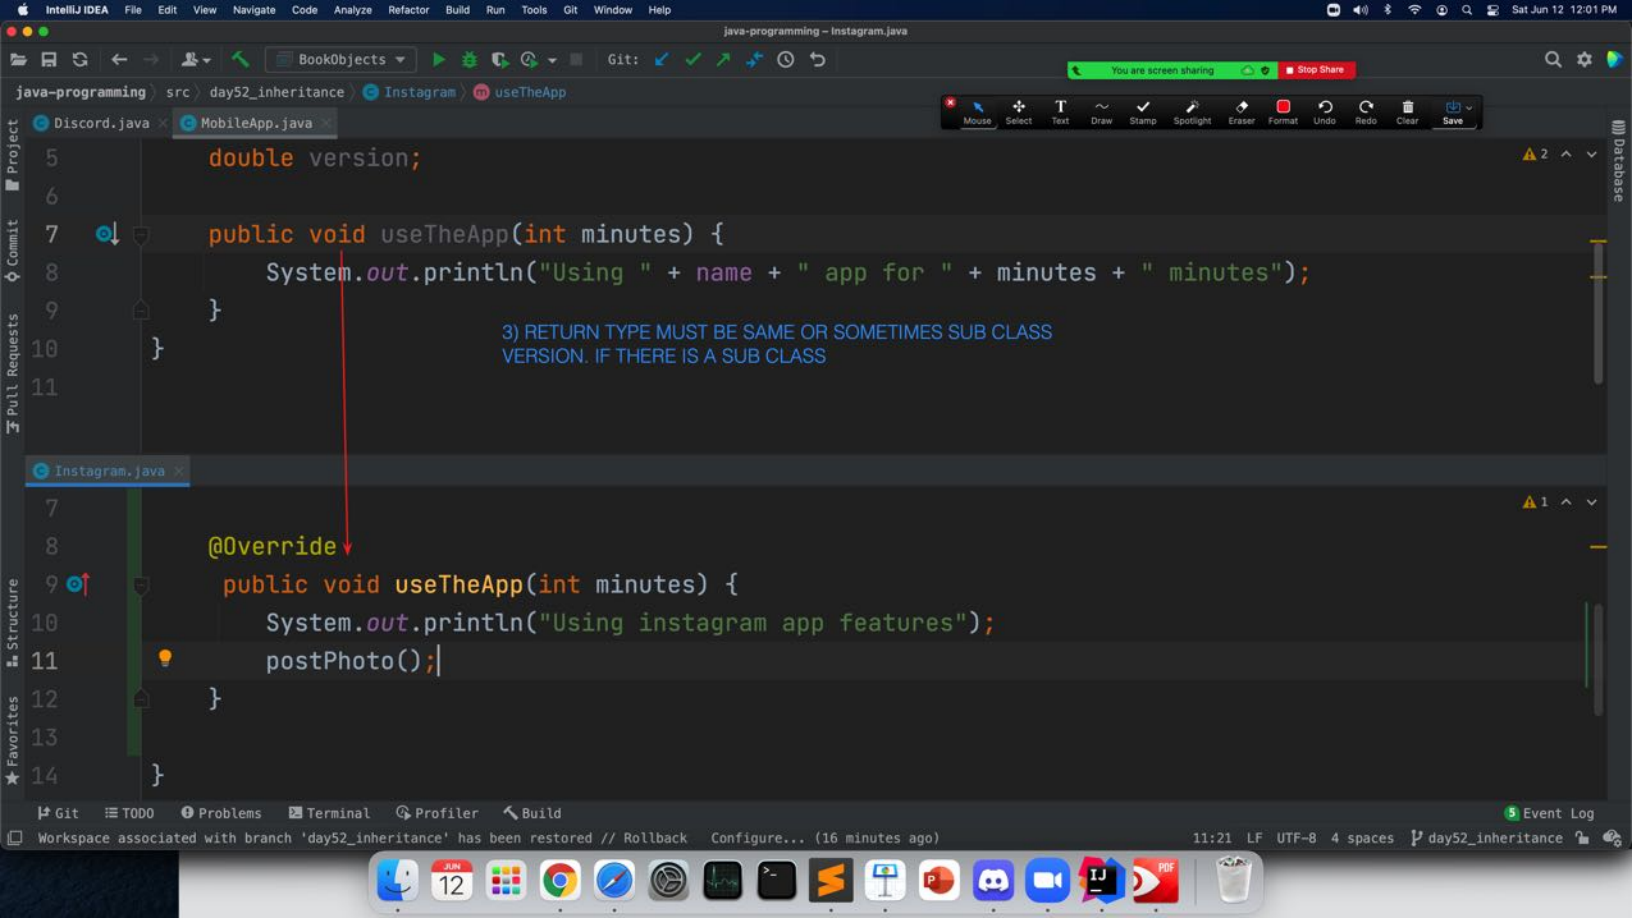 IntelliJ IDEA File Edit View Navigate Code Analyze Refactor Build Run Tools Git Window Help Sat Jun 12 12:01 PM
java-programming – Instagram.java
BookObjects Git:
You are screen sharing Stop Share
java-programming src day52_inheritance Instagram useTheApp
Mouse Select Text Draw Stamp Spotlight Eraser Format Undo Redo Clear Save
Discord.java MobileApp.java
Project
Commit
Pull Requests
Structure
Favorites
Database
2
5 double version;
6
7 public void useTheApp(int minutes) {
8 System.out.println("Using " + name + " app for " + minutes + " minutes");
9 }
3) RETURN TYPE MUST BE SAME OR SOMETIMES SUB CLASS
10 }
VERSION. IF THERE IS A SUB CLASS
11
Instagram.java
1
7
8 @Override
9 public void useTheApp(int minutes) {
10 System.out.println("Using instagram app features");
11 postPhoto();
12 }
13
14 }
Git TODO Problems Terminal Profiler Build 5 Event Log
Workspace associated with branch 'day52_inheritance' has been restored // Rollback Configure... (16 minutes ago) 11:21 LF UTF-8 4 spaces day52_inheritance
JUN
12
P
IJ
PDF